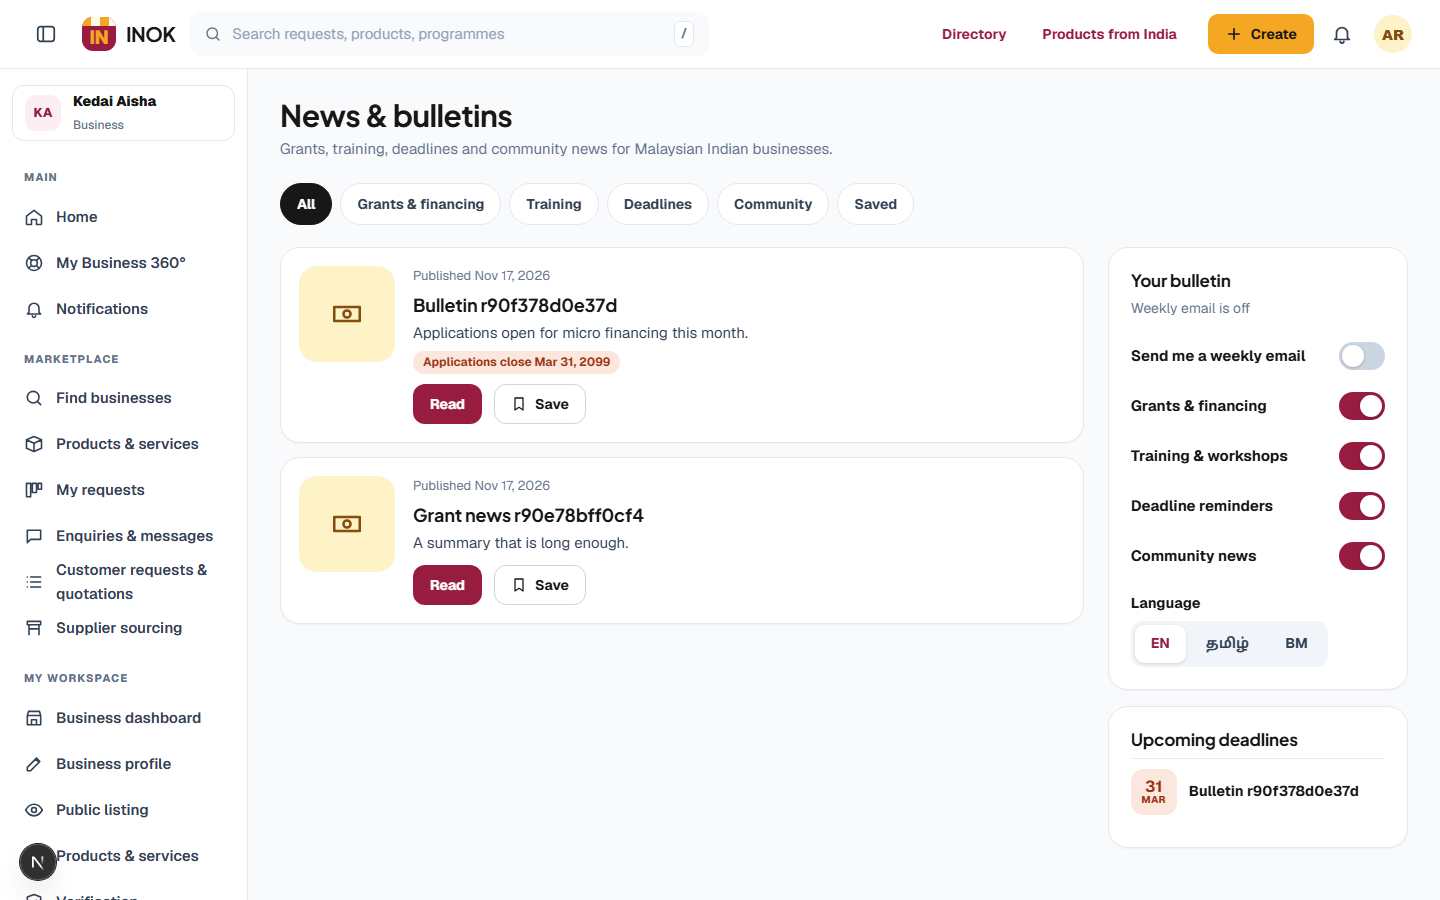 IN INOK
Search requests, products, programmes
/
Directory
Products from India
Create
AR
KA
Kedai Aisha
Business
MAIN
Home
My Business 360°
Notifications
MARKETPLACE
Find businesses
Products & services
My requests
Enquiries & messages
Customer requests &
quotations
Supplier sourcing
MY WORKSPACE
Business dashboard
Business profile
Public listing
N
Products & services
Verification
News & bulletins
Grants, training, deadlines and community news for Malaysian Indian businesses.
All
Grants & financing
Training
Deadlines
Community
Saved
Published Nov 17, 2026
Bulletin r90f378d0e37d
Applications open for micro financing this month.
Applications close Mar 31, 2099
Read
Save
Published Nov 17, 2026
Grant news r90e78bff0cf4
A summary that is long enough.
Read
Save
Your bulletin
Weekly email is off
Send me a weekly email
Grants & financing
Training & workshops
Deadline reminders
Community news
Language
EN
தமிழ்
BM
Upcoming deadlines
31
MAR
Bulletin r90f378d0e37d